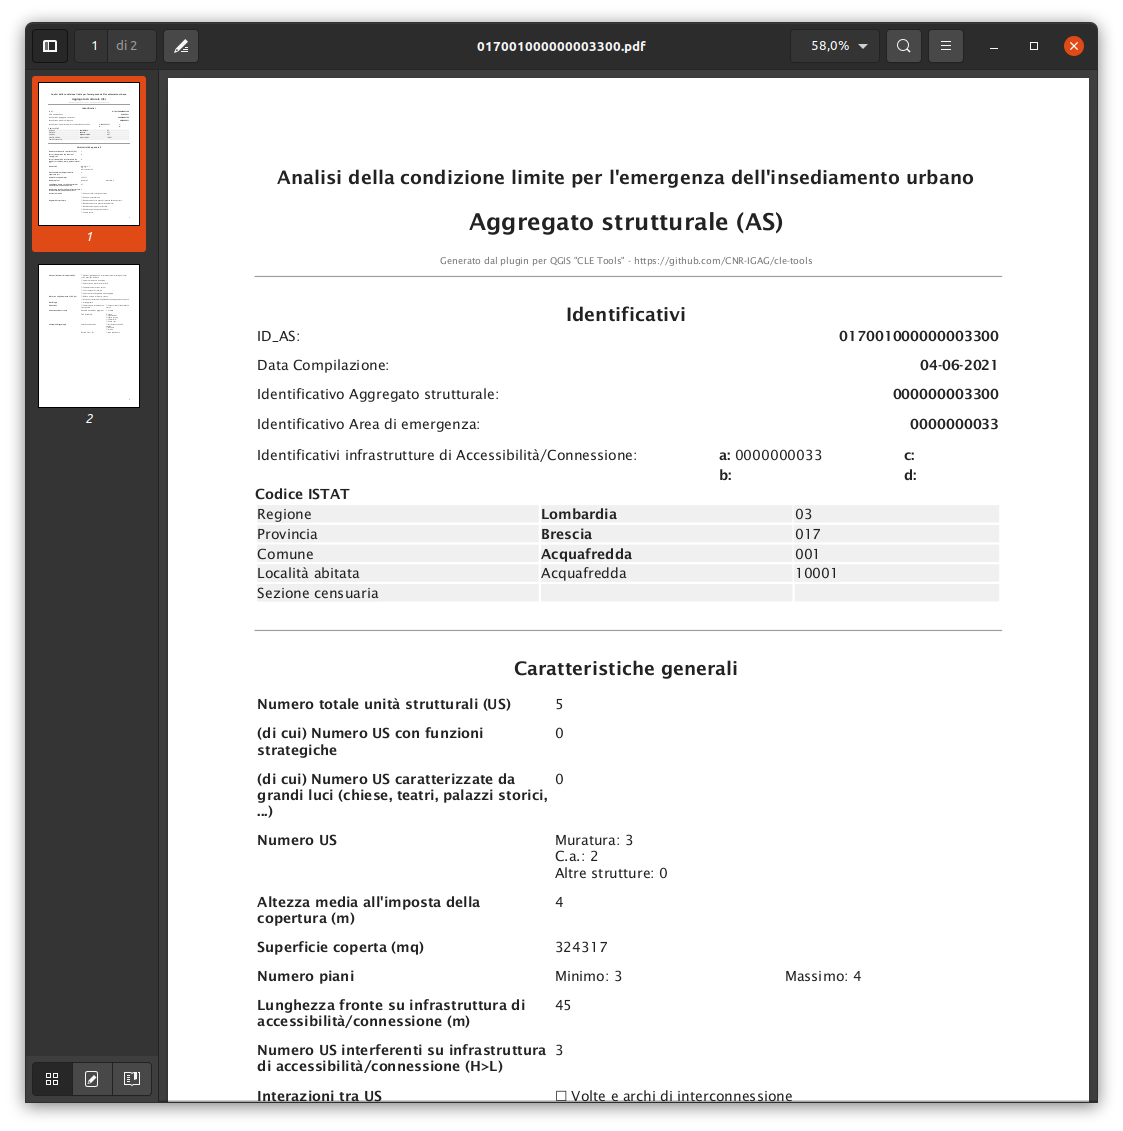 1 di 2
017001000000003300.pdf
58,0%
1
2
Analisi della condizione limite per l'emergenza dell'insediamento urbano
Aggregato strutturale (AS)
Generato dal plugin per QGIS "CLE Tools" - https://github.com/CNR-IGAG/cle-tools
Identificativi
ID_AS: 017001000000003300
Data Compilazione: 04-06-2021
Identificativo Aggregato strutturale: 000000003300
Identificativo Area di emergenza: 0000000033
Identificativi infrastrutture di Accessibilità/Connessione: a: 0000000033 c:
b: d:
Codice ISTAT
Regione Lombardia 03
Provincia Brescia 017
Comune Acquafredda 001
Località abitata Acquafredda 10001
Sezione censuaria
Caratteristiche generali
Numero totale unità strutturali (US) 5
(di cui) Numero US con funzioni 0
strategiche
(di cui) Numero US caratterizzate da 0
grandi luci (chiese, teatri, palazzi storici,
...)
Numero US Muratura: 3
C.a.: 2
Altre strutture: 0
Altezza media all'imposta della 4
copertura (m)
Superficie coperta (mq) 324317
Numero piani Minimo: 3 Massimo: 4
Lunghezza fronte su infrastruttura di 45
accessibilità/connessione (m)
Numero US interferenti su infrastruttura 3
di accessibilità/connessione (H>L)
Interazioni tra US ☐ Volte e archi di interconnessione